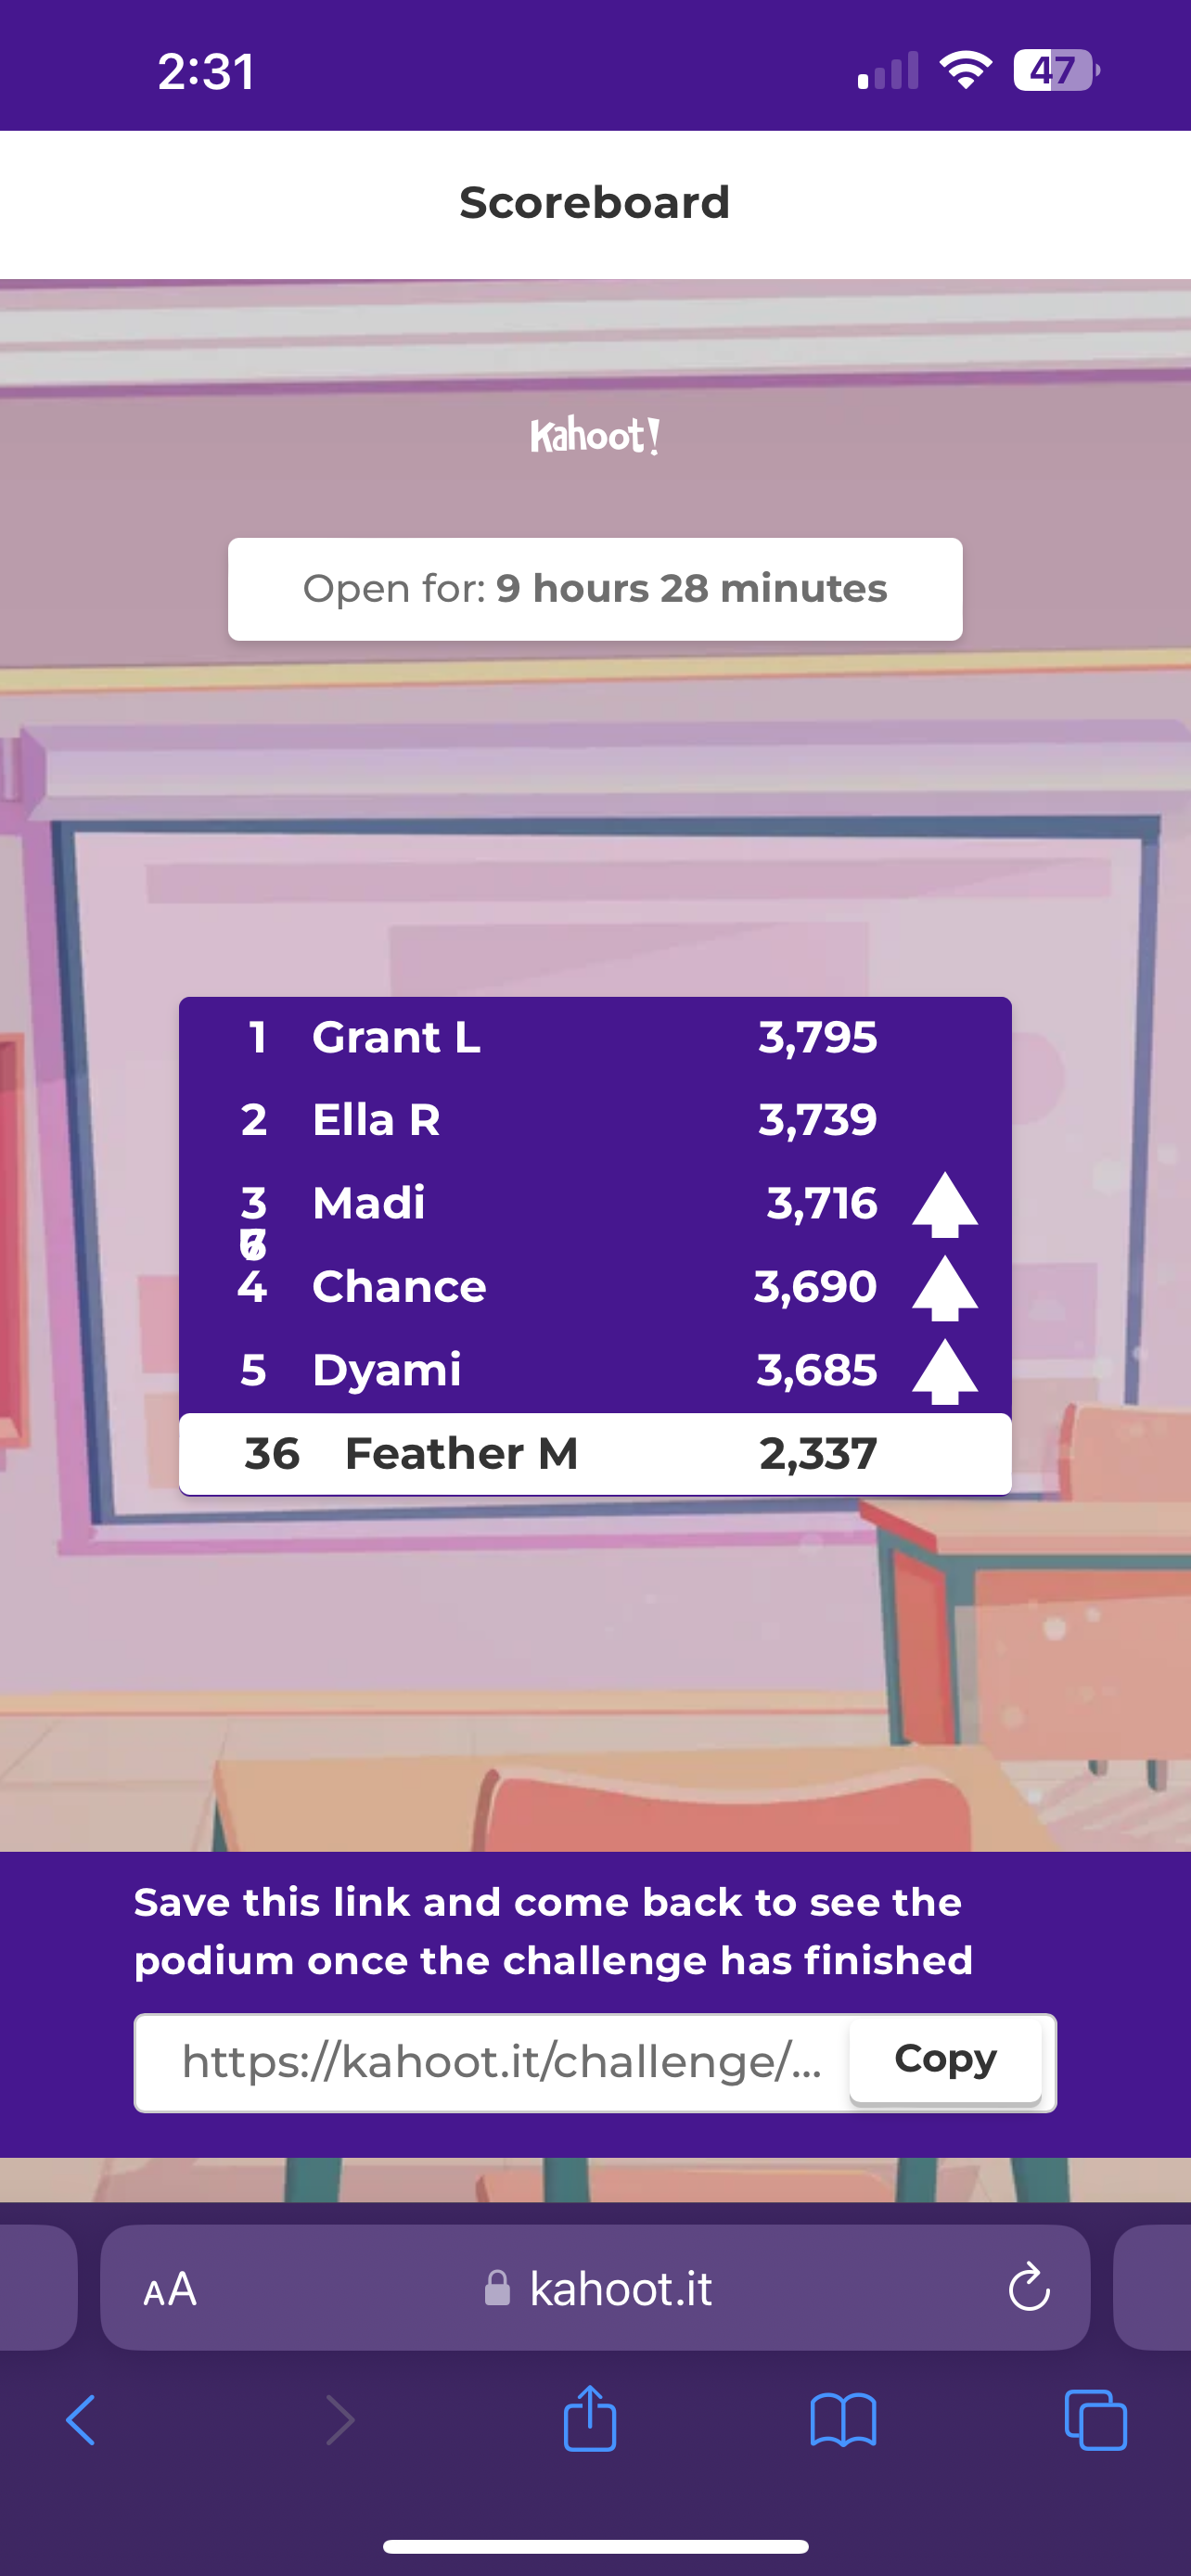 2:31
47
Scoreboard
Kahoot!
Open for: 9 hours 28 minutes
1 Grant L 3,795
2 Ella R 3,739
3 Madi 3,716
4 Chance 3,690
5 Dyami 3,685
36 Feather M 2,337
Save this link and come back to see the
podium once the challenge has finished
https://kahoot.it/challenge/... Copy
AA kahoot.it